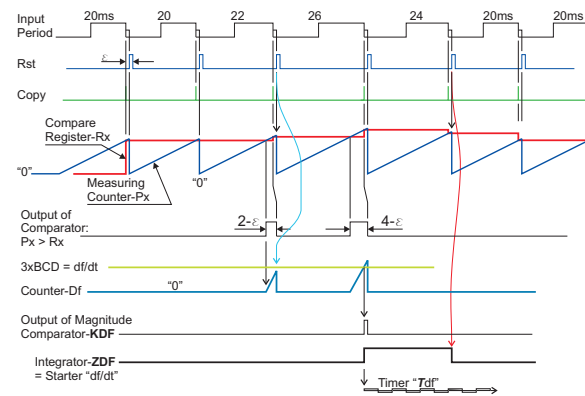 Input
Period
20ms
20
22
26
24
20ms
20ms
Rst
ε
Copy
Compare
Register-Rx
“0”
Measuring
Counter-Px
“0”
Output of
Comparator:
Px > Rx
2-ε
4-ε
3xBCD = df/dt
Counter-Df
“0”
Output of Magnitude
Comparator-KDF
Integrator-ZDF
= Starter “df/dt”
Timer “Tdf”